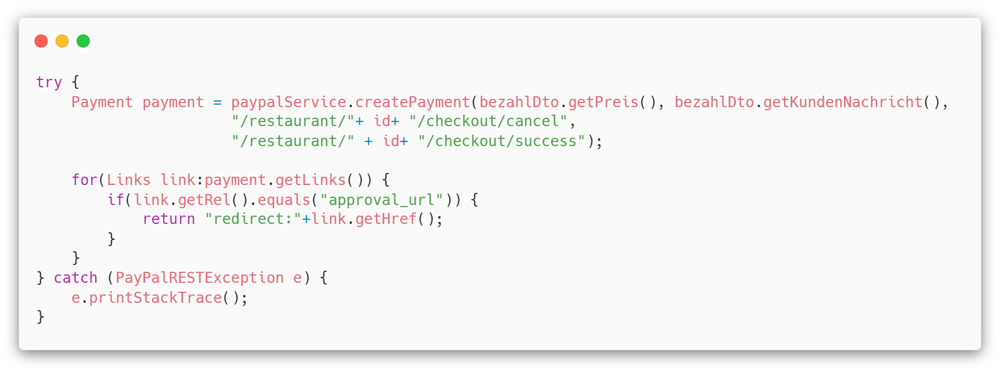 try {
    Payment payment = paypalService.createPayment(bezahlDto.getPreis(), bezahlDto.getKundenNachricht(),
                      "/restaurant/"+ id+ "/checkout/cancel",
                      "/restaurant/" + id+ "/checkout/success");
    for(Links link:payment.getLinks()) {
        if(link.getRel().equals("approval_url")) {
            return "redirect:"+link.getHref();
        }
    }
} catch (PayPalRESTException e) {
    e.printStackTrace();
}